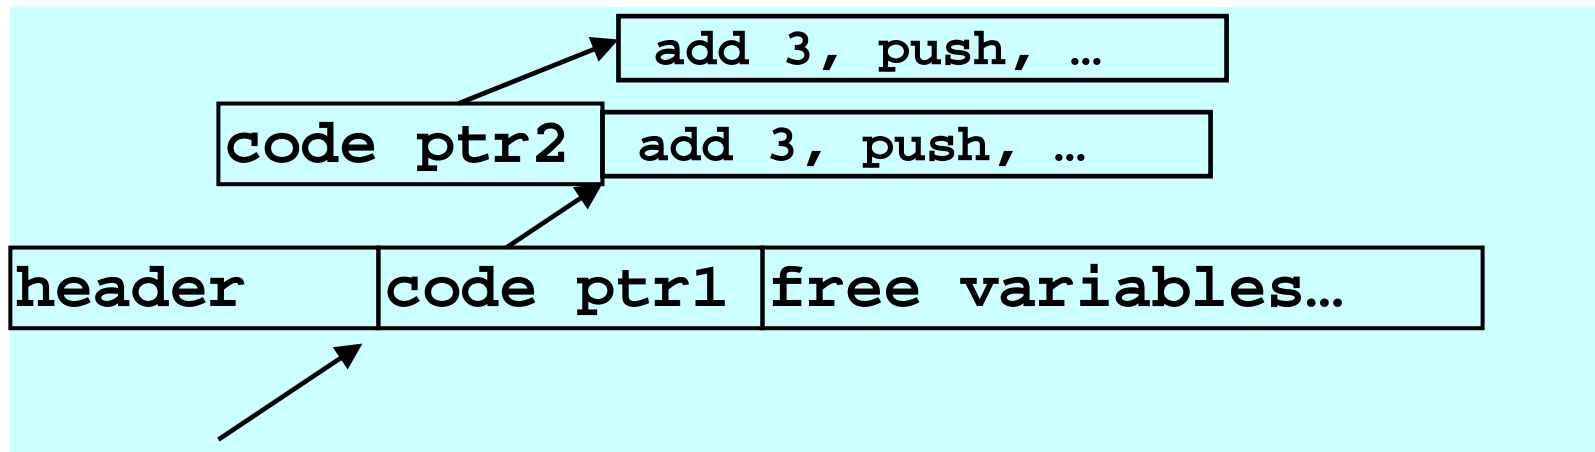 add 3, push, …
code ptr2 add 3, push, …
header code ptr1 free variables…